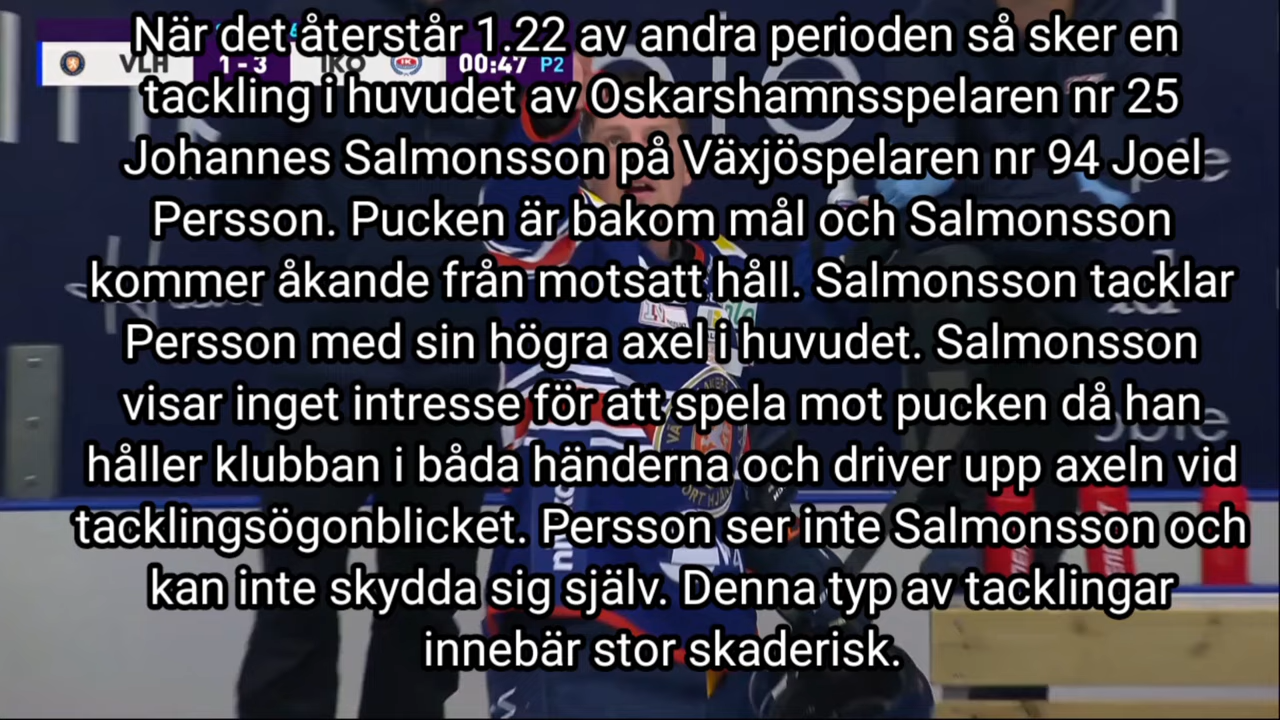 När det återstår 1.22 av andra perioden så sker en
tackling i huvudet av Oskarshamnsspelaren nr 25
Johannes Salmonsson på Växjöspelaren nr 94 Joel
Persson. Pucken är bakom mål och Salmonsson
kommer åkande från motsatt håll. Salmonsson tacklar
Persson med sin högra axel i huvudet. Salmonsson
visar inget intresse för att spela mot pucken då han
håller klubban i båda händerna och driver upp axeln vid
tacklingsögonblicket. Persson ser inte Salmonsson och
kan inte skydda sig själv. Denna typ av tacklingar
innebär stor skaderisk.
VLH 1 - 3 IKO 00:47 P2